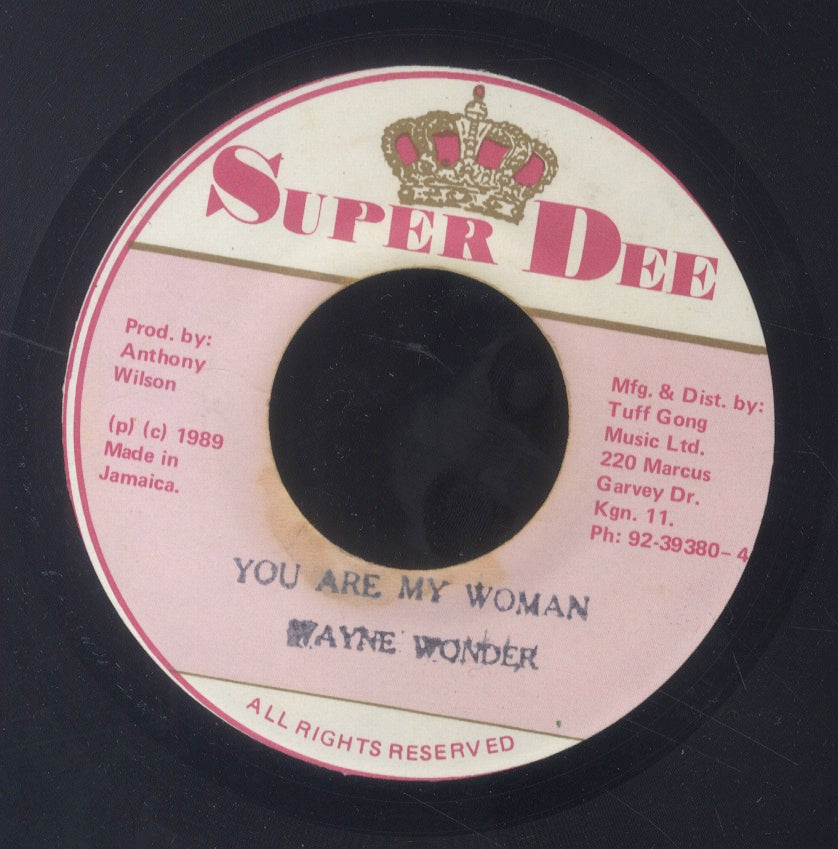 SUPER DEE
Prod. by:
Anthony
Wilson
(p) (c) 1989
Made in
Jamaica.
Mfg. & Dist. by:
Tuff Gong
Music Ltd.
220 Marcus
Garvey Dr.
Kgn. 11.
Ph: 92-39380-4
YOU ARE MY WOMAN
WAYNE WONDER
ALL RIGHTS RESERVED